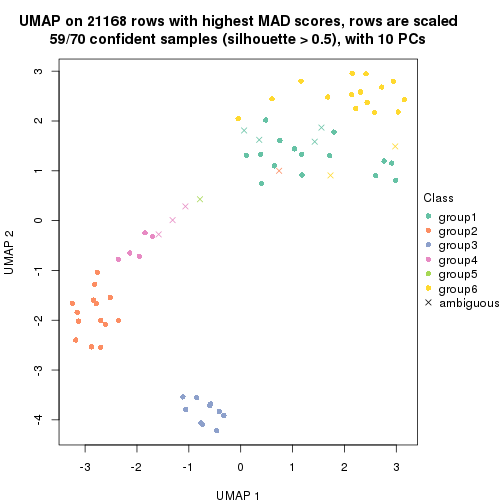 UMAP on 21168 rows with highest MAD scores, rows are scaled
59/70 confident samples (silhouette > 0.5), with 10 PCs
3
2
1
0
-1
-2
-3
-4
UMAP 2
-3
-2
-1
0
1
2
3
UMAP 1
Class
group1
group2
group3
group4
group5
group6
ambiguous